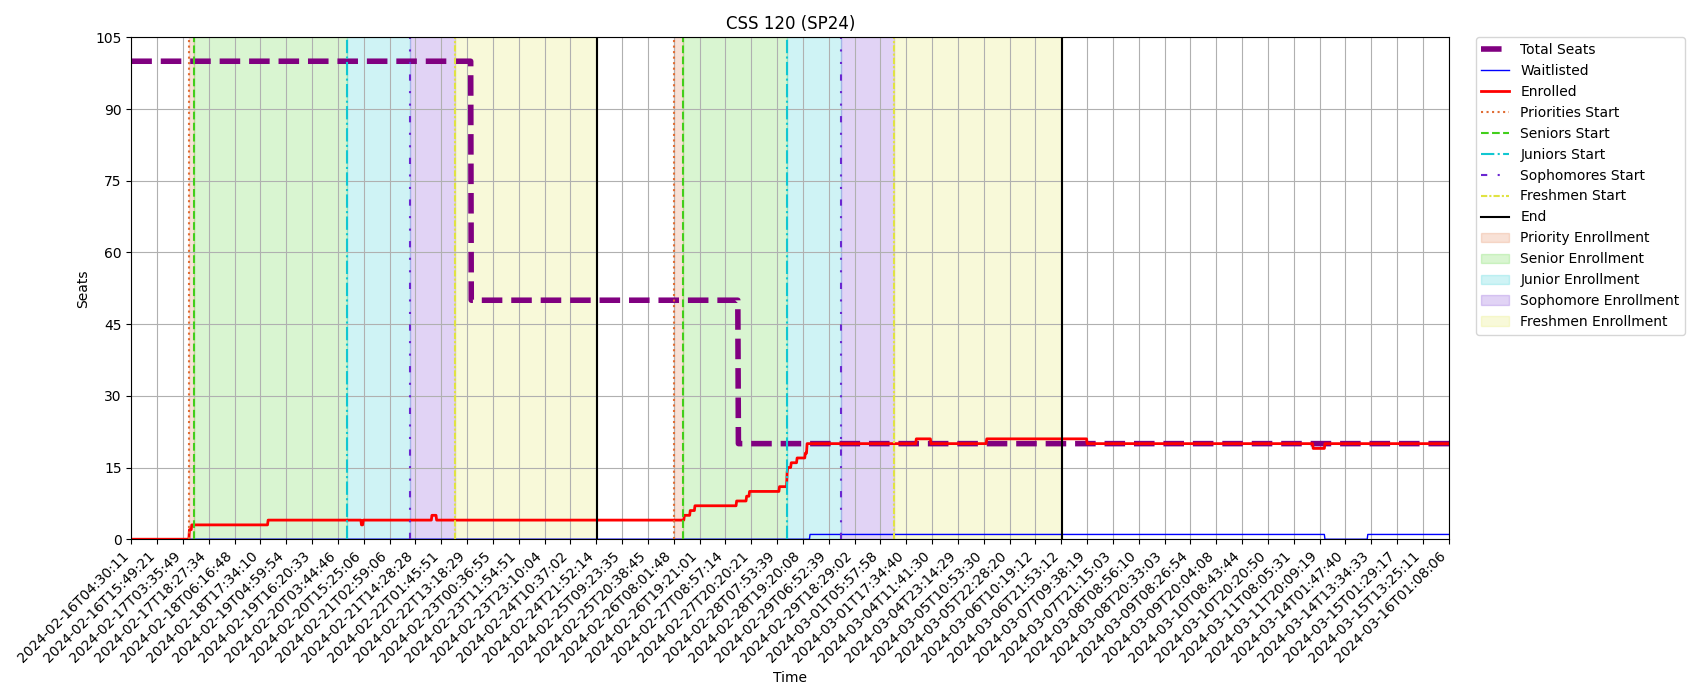 CSS 120 (SP24)
105
90
75
60
45
30
15
0
Seats
2024-02-16T04:30:11
2024-02-16T15:49:21
2024-02-17T03:35:49
2024-02-17T18:27:34
2024-02-18T06:16:48
2024-02-18T17:34:10
2024-02-19T04:59:54
2024-02-19T16:20:33
2024-02-20T03:44:46
2024-02-20T15:25:06
2024-02-21T02:59:06
2024-02-21T14:28:28
2024-02-22T01:45:51
2024-02-22T13:18:29
2024-02-23T00:36:55
2024-02-23T11:54:51
2024-02-23T23:10:04
2024-02-24T10:37:02
2024-02-24T21:52:14
2024-02-25T09:23:35
2024-02-25T20:38:45
2024-02-26T08:01:48
2024-02-26T19:21:01
2024-02-27T08:57:14
2024-02-27T20:20:21
2024-02-28T07:53:39
2024-02-28T19:20:08
2024-02-29T06:52:39
2024-02-29T18:29:02
2024-03-01T05:57:58
2024-03-01T17:34:40
2024-03-04T11:41:30
2024-03-04T23:14:29
2024-03-05T10:53:30
2024-03-05T22:28:20
2024-03-06T10:19:12
2024-03-06T21:53:12
2024-03-07T09:38:19
2024-03-07T21:15:03
2024-03-08T08:56:10
2024-03-08T20:33:03
2024-03-09T08:26:54
2024-03-09T20:04:08
2024-03-10T08:43:44
2024-03-10T20:20:50
2024-03-11T08:05:31
2024-03-11T20:09:19
2024-03-14T01:47:40
2024-03-14T13:34:33
2024-03-15T01:29:17
2024-03-15T13:25:11
2024-03-16T01:08:06
Time
Total Seats
Waitlisted
Enrolled
Priorities Start
Seniors Start
Juniors Start
Sophomores Start
Freshmen Start
End
Priority Enrollment
Senior Enrollment
Junior Enrollment
Sophomore Enrollment
Freshmen Enrollment